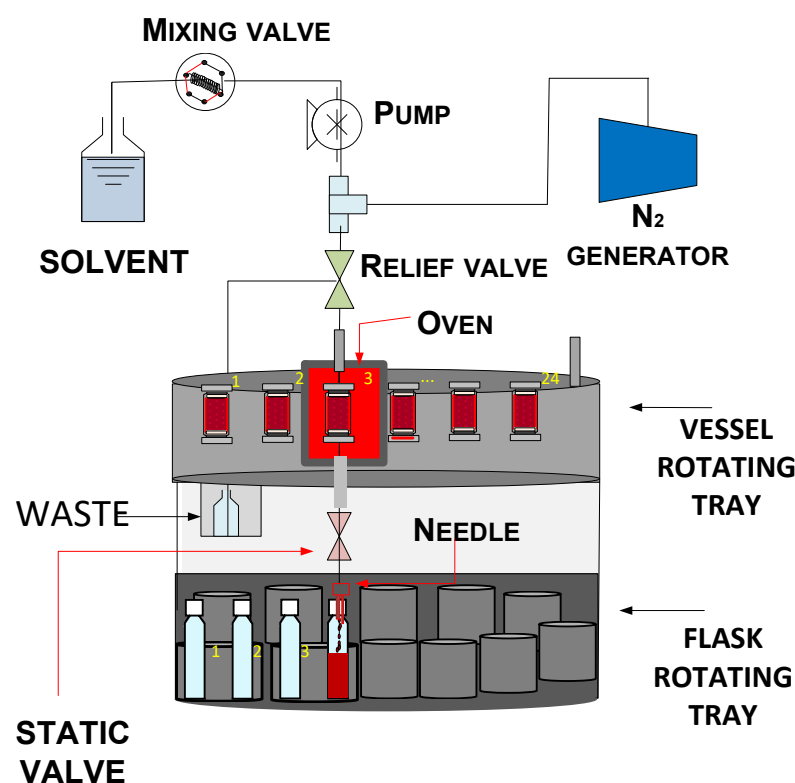 MIXING VALVE
PUMP
SOLVENT
N2
GENERATOR
RELIEF VALVE
OVEN
1
2
3
...
24
VESSEL
ROTATING
TRAY
WASTE
NEEDLE
1
2
3
FLASK
ROTATING
TRAY
STATIC
VALVE